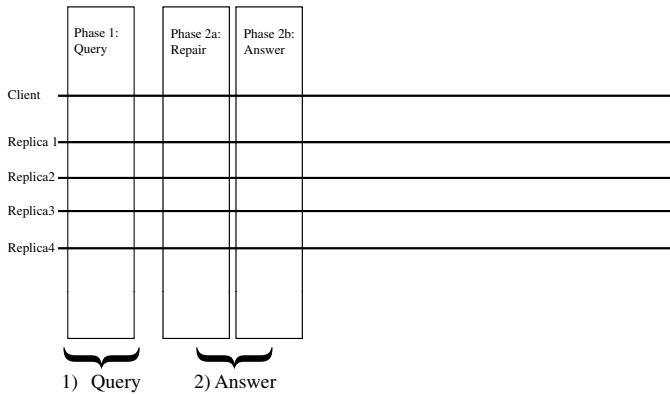 Phase 1:
Query
Phase 2a:
Repair
Phase 2b:
Answer
Client
Replica 1
Replica2
Replica3
Replica4
1) Query
2) Answer